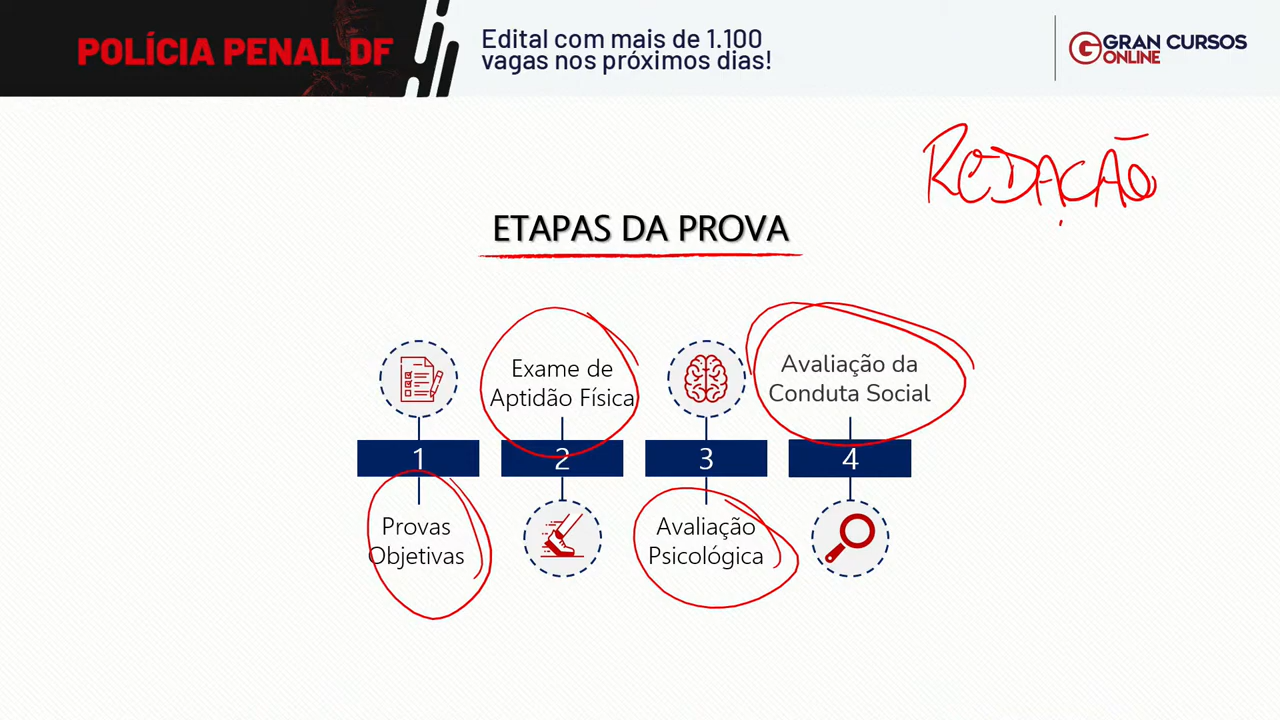 POLÍCIA PENAL DF
Edital com mais de 1.100
vagas nos próximos dias!
GRAN CURSOS
ONLINE
REDAÇÃO
ETAPAS DA PROVA
Exame de
Aptidão Física
Avaliação da
Conduta Social
1
2
3
4
Provas
Objetivas
Avaliação
Psicológica